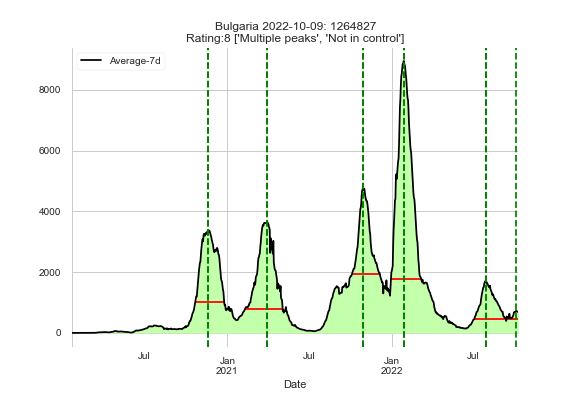 Bulgaria 2022-10-09: 1264827
Rating:8 ['Multiple peaks', 'Not in control']
Average-7d
8000
6000
4000
2000
0
Jul
Jan
2021
Jul
Jan
2022
Jul
Date